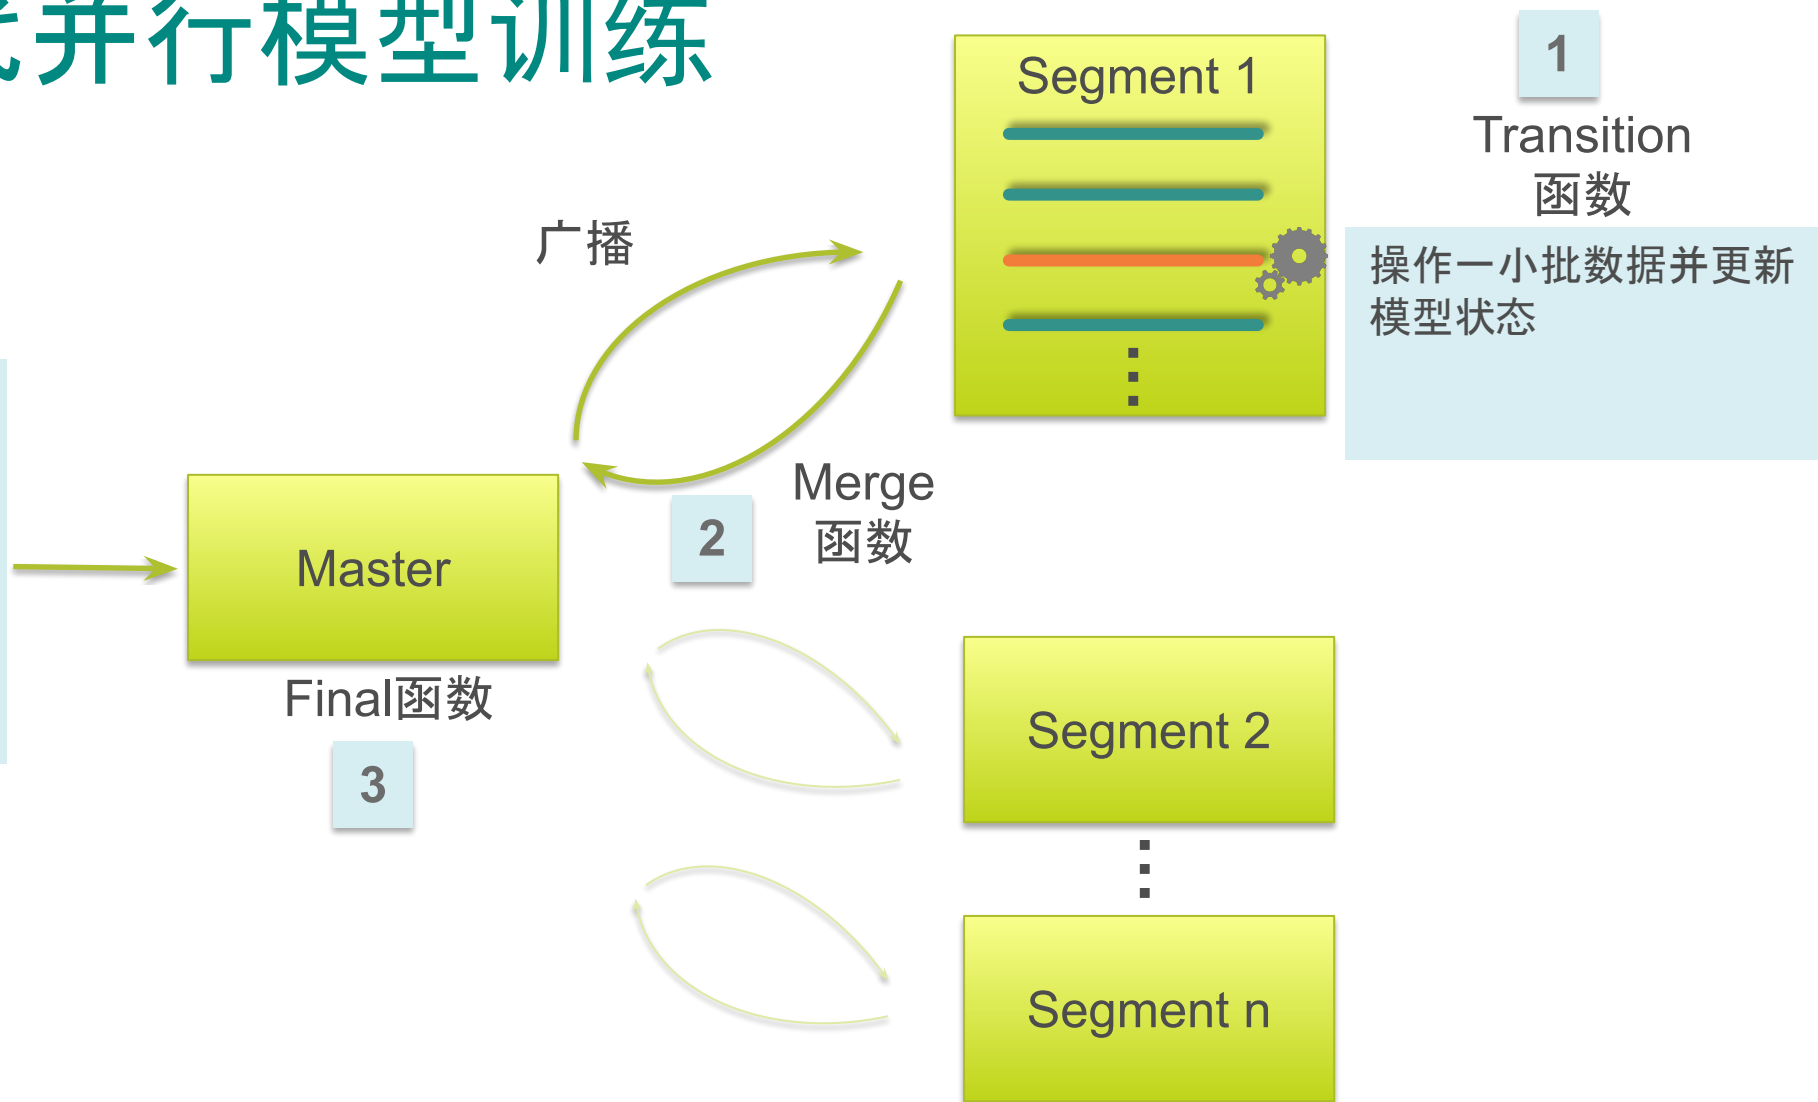 并行模型训练
Segment 1
1
Transition
函数
操作一小批数据并更新
模型状态
广播
Merge
函数
2
Master
Final函数
3
Segment 2
Segment n